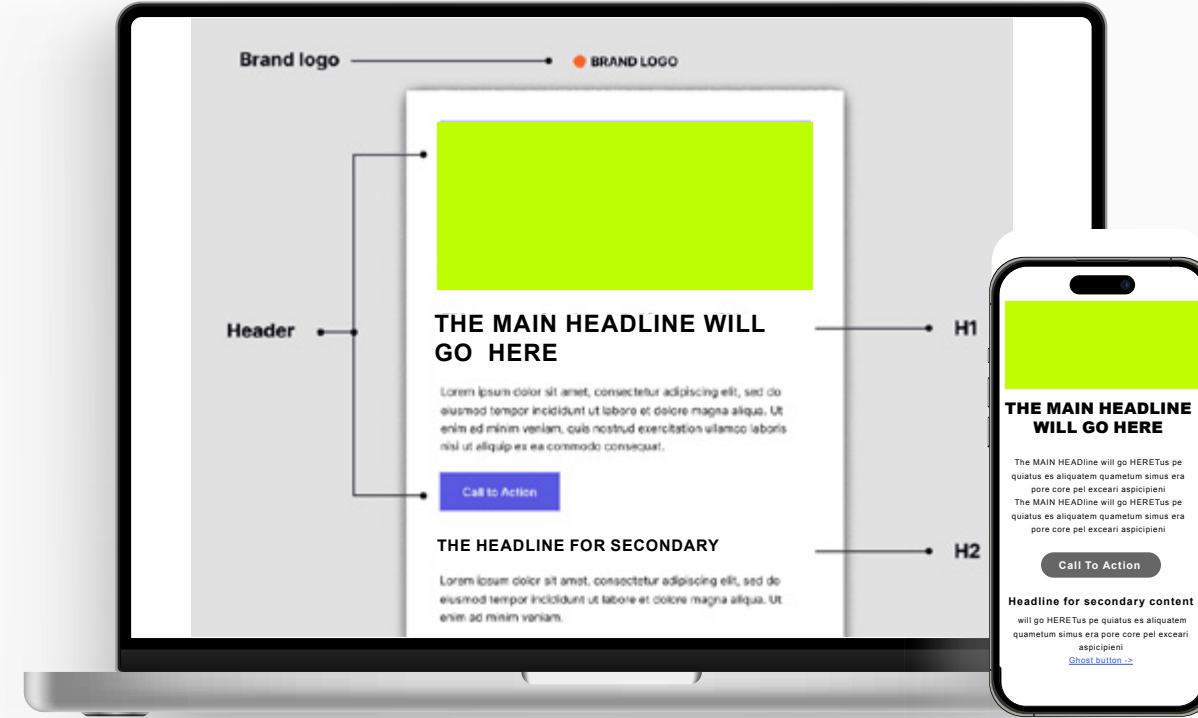 Brand logo
BRAND LOGO
Header
THE MAIN HEADLINE WILL
GO HERE
H1
Lorem ipsum dolor sit amet, consectetur adipiscing elit, sed do
eiusmod tempor incididunt ut labore et dolore magna aliqua. Ut
enim ad minim veniam, quis nostrud exercitation ullamco laboris
nisi ut aliquip ex ea commodo consequat.
Call to Action
THE HEADLINE FOR SECONDARY
H2
Lorem ipsum dolor sit amet, consectetur adipiscing elit, sed do
eiusmod tempor incididunt ut labore et dolore magna aliqua. Ut
enim ad minim veniam.
THE MAIN HEADLINE
WILL GO HERE
The MAIN HEADline will go HERETus pe
quiatus es aliquatem quametum simus era
pore core pel exceari aspicipieni
The MAIN HEADline will go HERETus pe
quiatus es aliquatem quametum simus era
pore core pel exceari aspicipieni
Call To Action
Headline for secondary content
will go HERETus pe quiatus es aliquatem
quametum simus era pore core pel exceari
aspicipieni
Ghost button ->